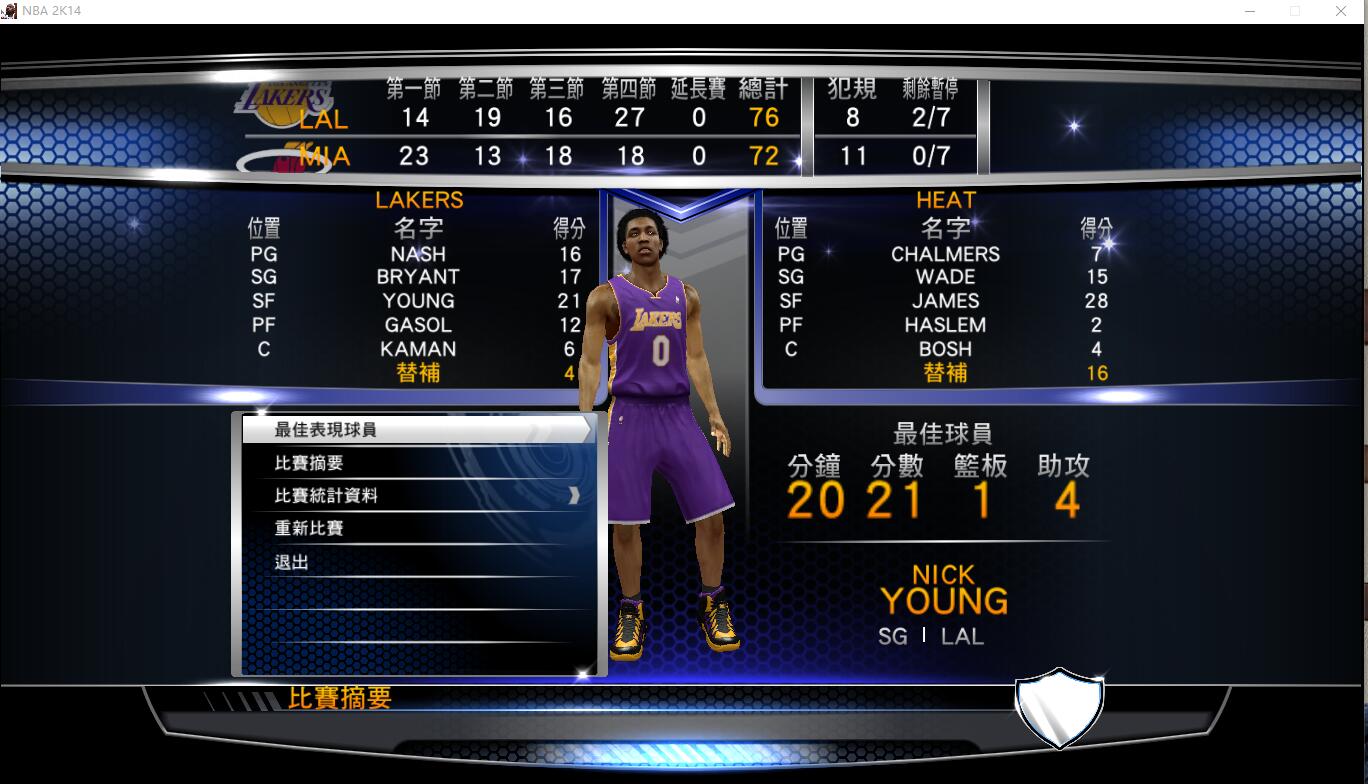 NBA 2K14
第一節 第二節 第三節 第四節 延長賽 總計 犯規 剩餘暫停
LAKERS
LAL 14 19 16 27 0 76 8 2/7
MIA 23 13 18 18 0 72 11 0/7
LAKERS
位置 名字 得分
PG NASH 16
SG BRYANT 17
SF YOUNG 21
PF GASOL 12
C KAMAN 6
替補 4
LAKERS
0
HEAT
位置 名字 得分
PG CHALMERS 7
SG WADE 15
SF JAMES 28
PF HASLEM 2
C BOSH 4
替補 16
最佳表現球員
比賽摘要
比賽統計資料
重新比賽
退出
最佳球員
分鐘 分數 籃板 助攻
20 21 1 4
NICK
YOUNG
SG | LAL
比賽摘要